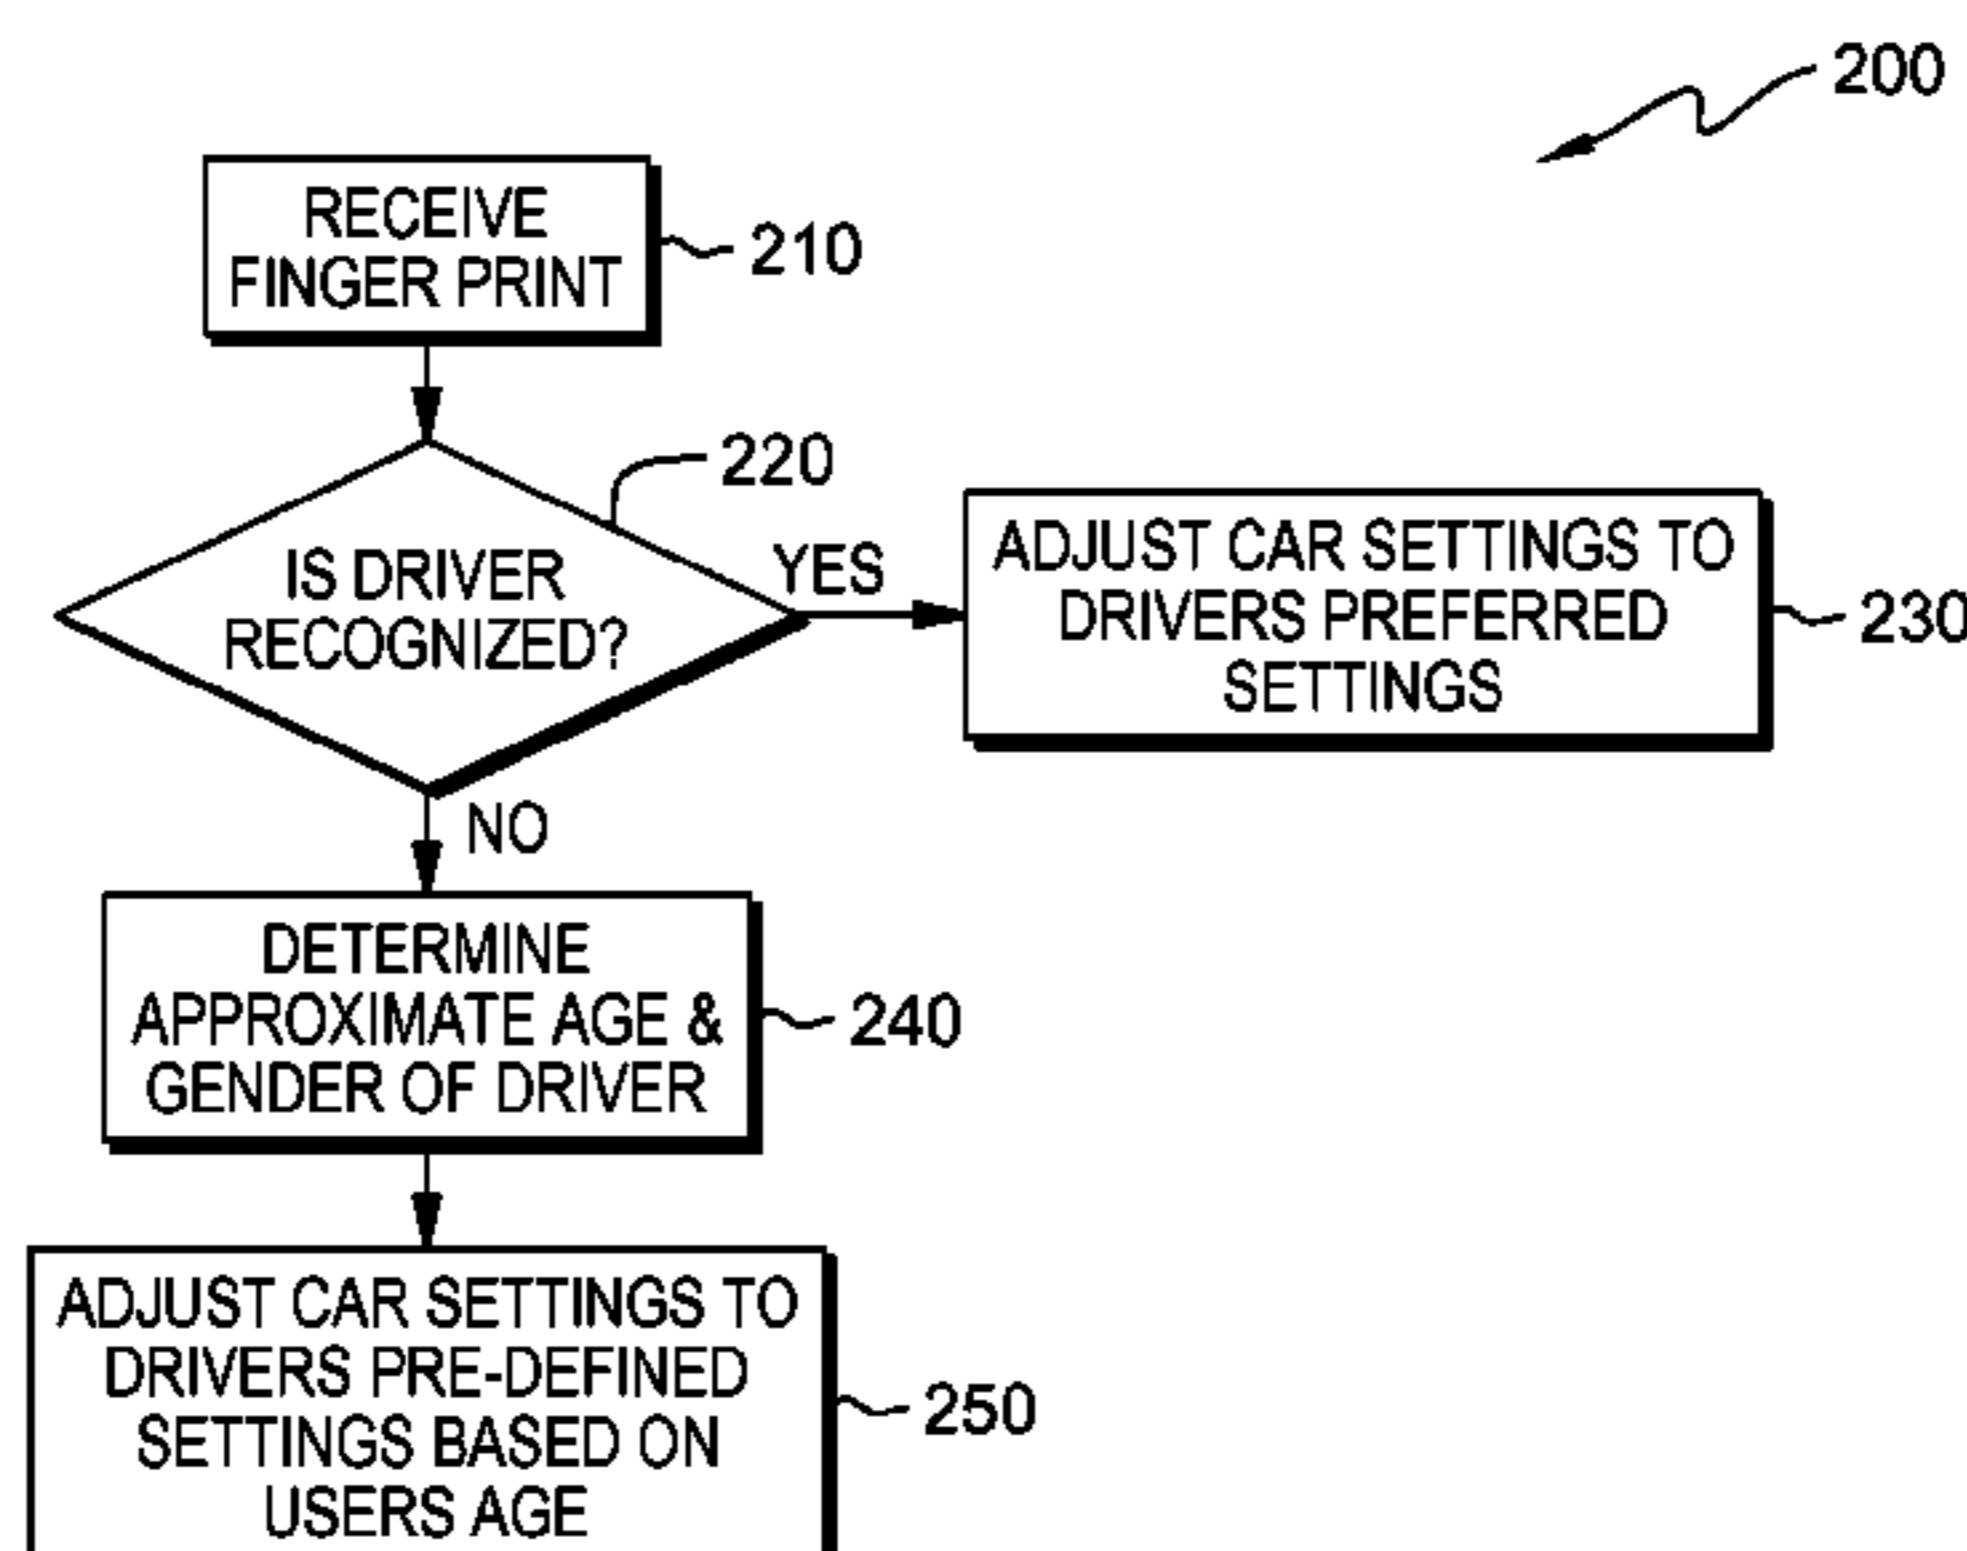 200
RECEIVE
FINGER PRINT
210
220
IS DRIVER
RECOGNIZED?
YES
ADJUST CAR SETTINGS TO
DRIVERS PREFERRED
SETTINGS
230
NO
DETERMINE
APPROXIMATE AGE &
GENDER OF DRIVER
240
ADJUST CAR SETTINGS TO
DRIVERS PRE-DEFINED
SETTINGS BASED ON
USERS AGE
250